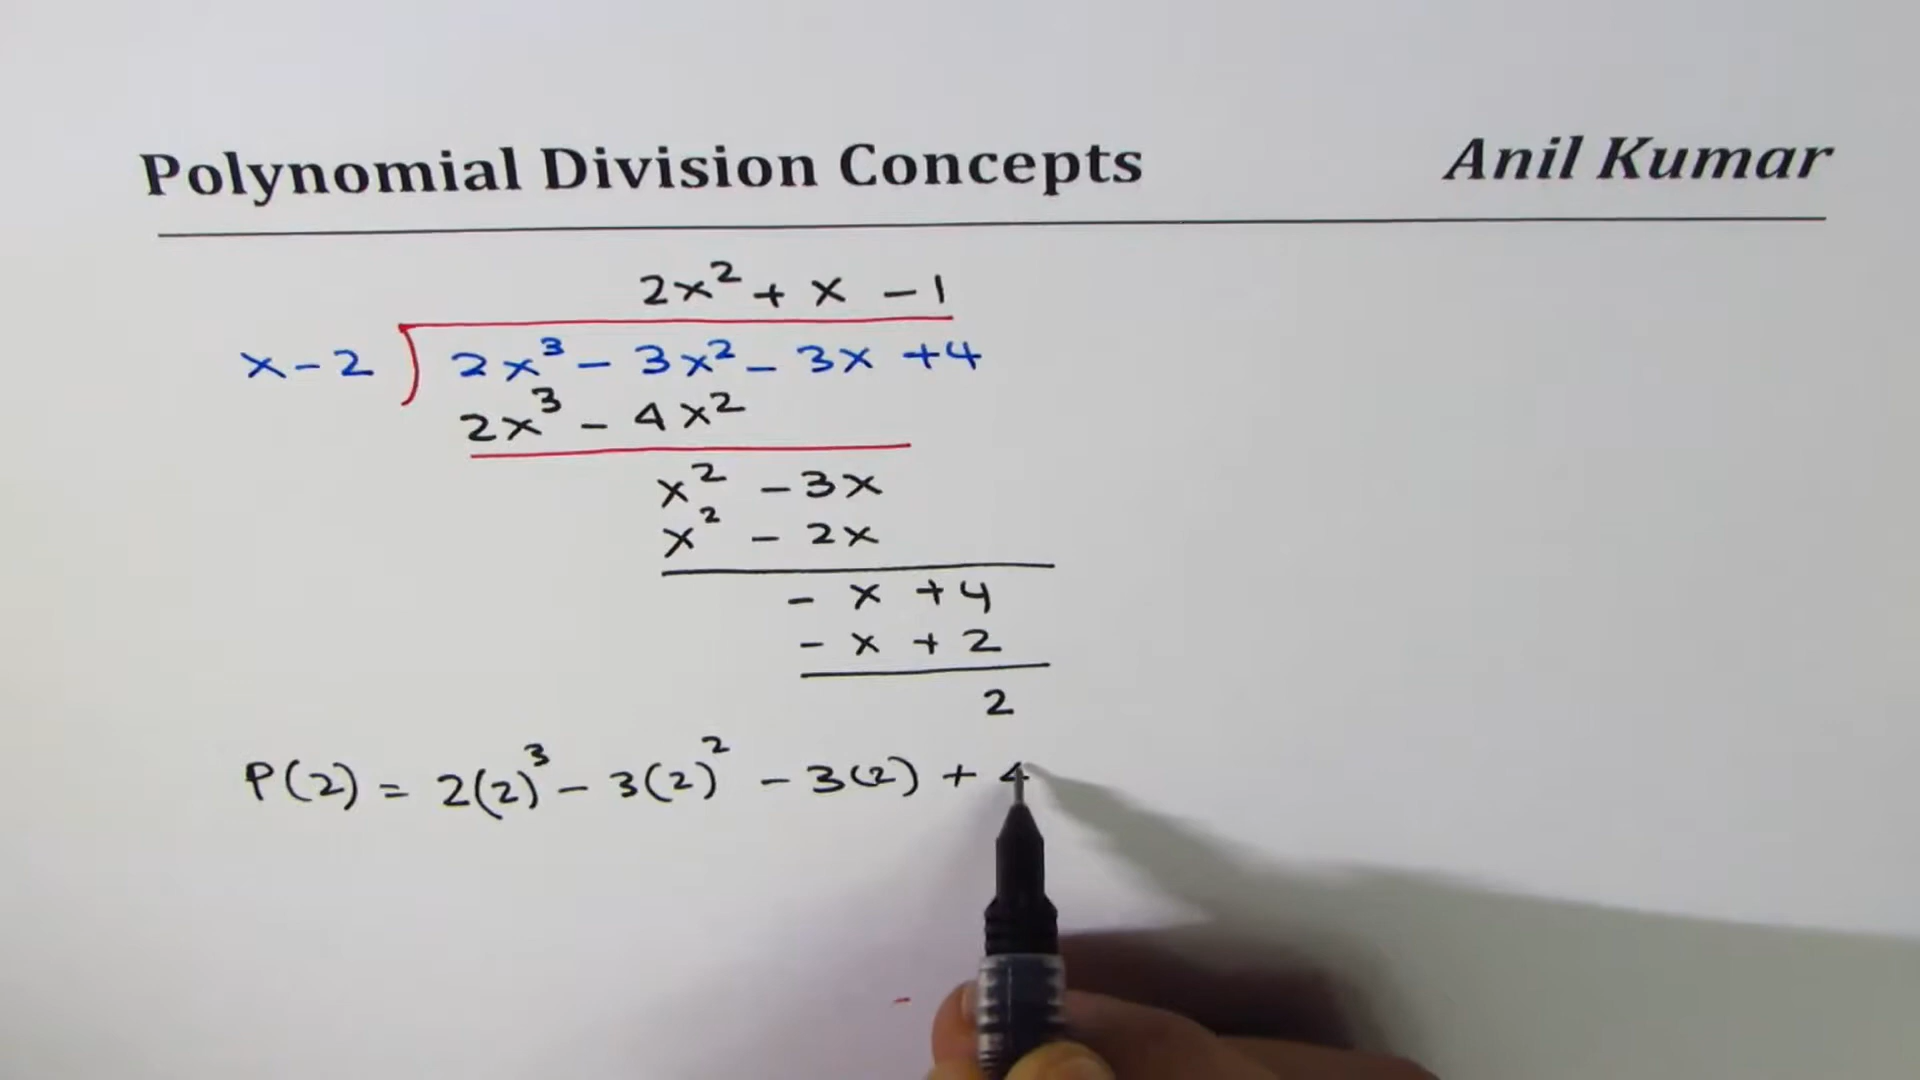 Polynomial Division Concepts Anil Kumar
2x² + x - 1
x - 2 ) 2x³ - 3x² - 3x + 4
2x³ - 4x²
x² - 3x
x² - 2x
- x + 4
- x + 2
2
P(2) = 2(2)³ - 3(2)² - 3(2) + 4